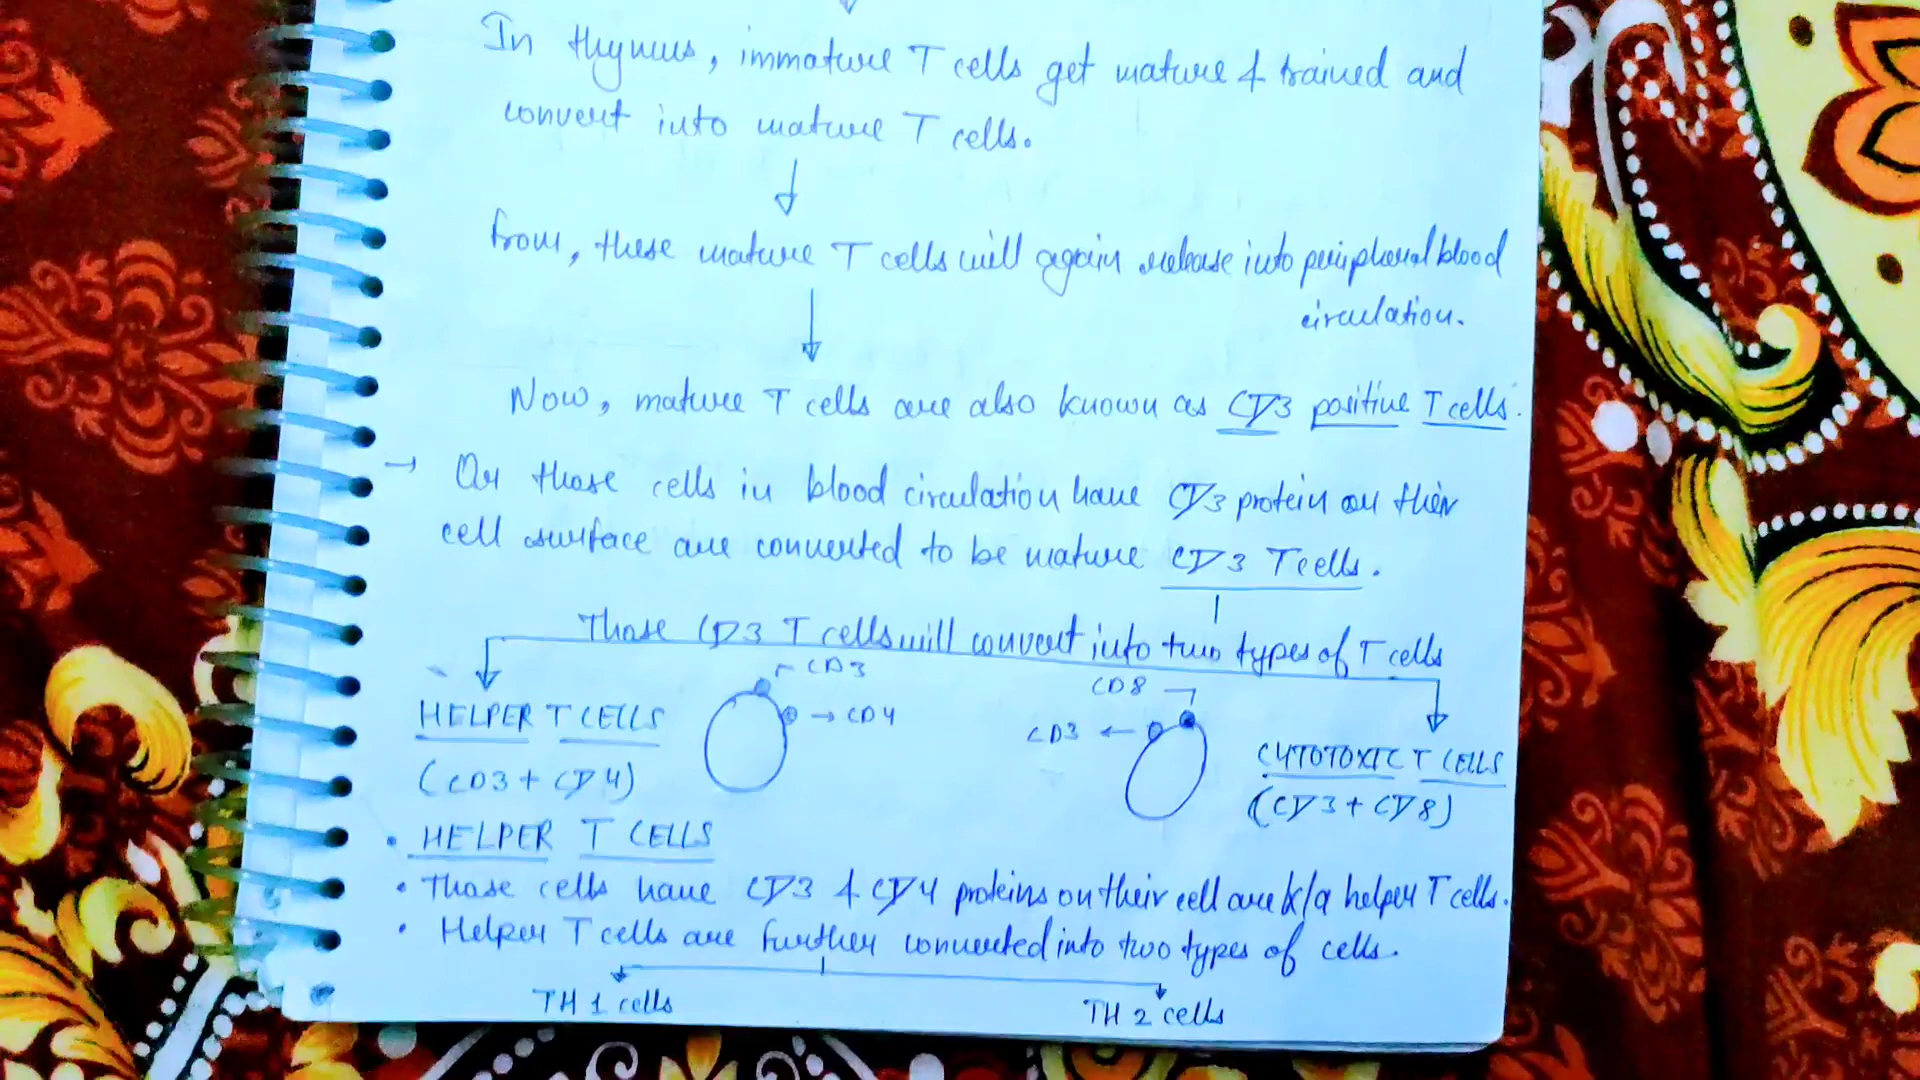 In thymus, immature T cells get mature & trained and
convert into mature T cells.
from, these mature T cells will again release into peripheral blood
circulation.
Now, mature T cells are also known as CD3 positive T cells.
→ Or those cells in blood circulation have CD3 protein on their
cell surface are converted to be mature CD3 T cells.
Those CD3 T cells will convert into two types of T cells
CD3
CD8
HELPER T CELLS
→ CD4
CD3 ←
CYTOTOXIC T CELLS
(CD3 + CD4)
(CD3 + CD8)
• HELPER T CELLS
• Those cells have CD3 & CD4 proteins on their cell are k/a helper T cells.
• Helper T cells are further converted into two types of cells.
TH 1 cells
TH 2 cells